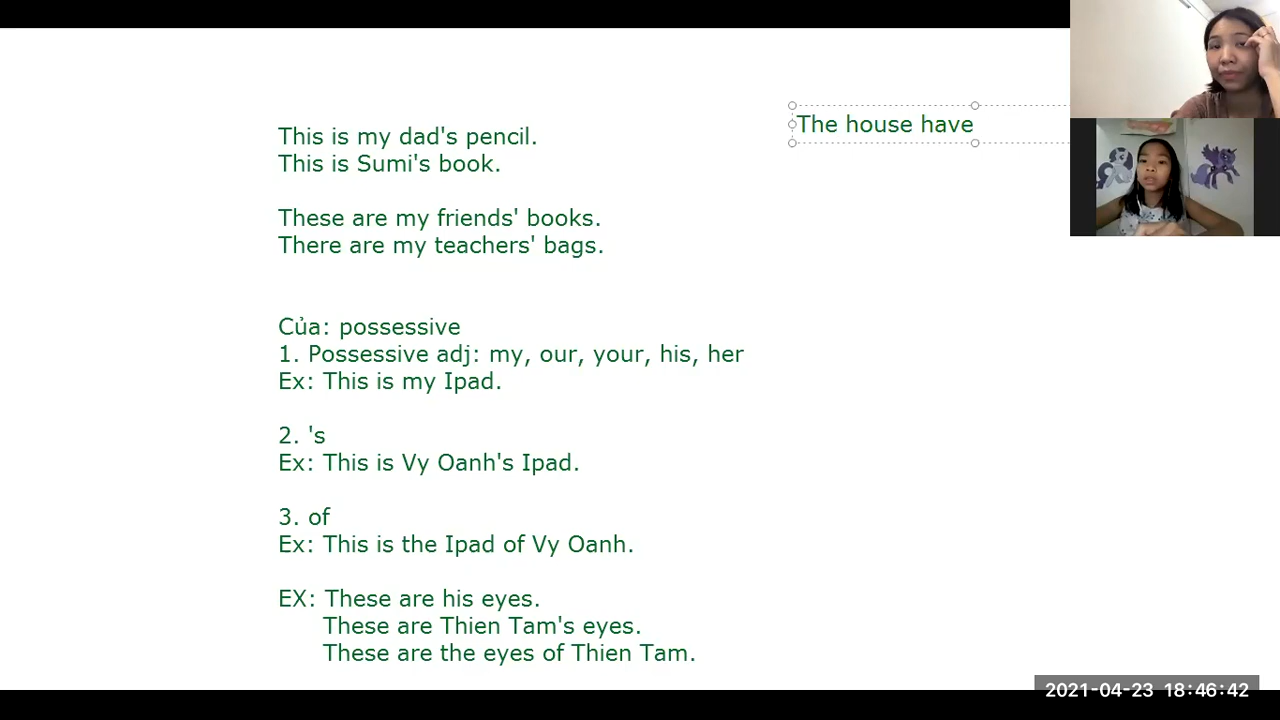 This is my dad's pencil.
This is Sumi's book.
These are my friends' books.
There are my teachers' bags.
Của: possessive
1. Possessive adj: my, our, your, his, her
Ex: This is my Ipad.
2. 's
Ex: This is Vy Oanh's Ipad.
3. of
Ex: This is the Ipad of Vy Oanh.
EX: These are his eyes.
These are Thien Tam's eyes.
These are the eyes of Thien Tam.
The house have
2021-04-23 18:46:42